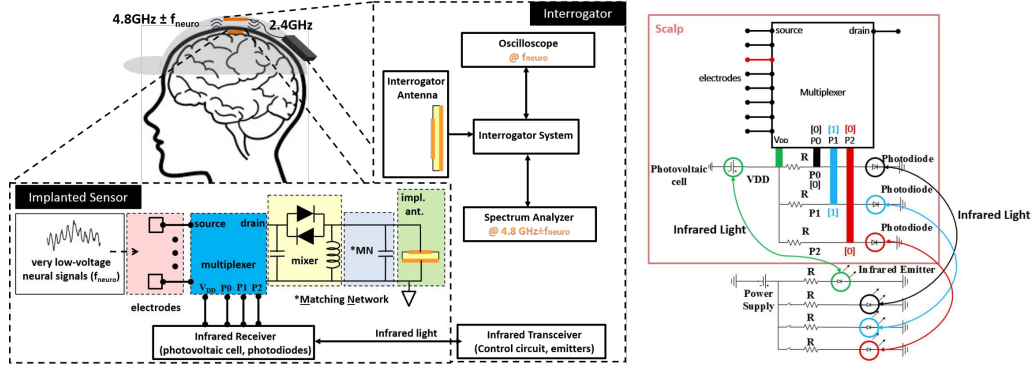 4.8GHz ± fneuro
2.4GHz
Interrogator
Oscilloscope
@ fneuro
Interrogator
Antenna
Interrogator System
Spectrum Analyzer
@ 4.8 GHz±fneuro
Implanted Sensor
very low-voltage
neural signals (fneuro)
electrodes
source
drain
multiplexer
VDD P0 P1 P2
mixer
*MN
impl.
ant.
*Matching Network
Infrared Receiver
(photovoltaic cell, photodiodes)
Infrared light
Infrared Transceiver
(Control circuit, emitters)
Scalp
source
drain
electrodes
Multiplexer
[0] [1] [0]
VDD P0 P1 P2
Photovoltaic
cell
VDD
R
P0
[0]
Photodiode
R
P1
[1]
Photodiode
R
P2
[0]
Photodiode
Infrared Light
Infrared Light
Infrared Emitter
Power
Supply
R
R
R
R